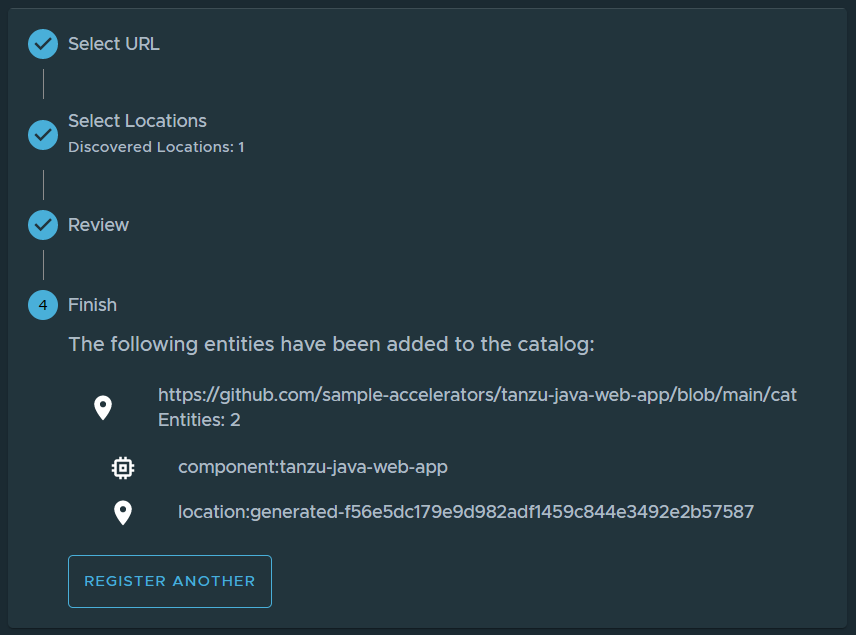 Select URL
Select Locations
Discovered Locations: 1
Review
4 Finish
The following entities have been added to the catalog:
https://github.com/sample-accelerators/tanzu-java-web-app/blob/main/cat
Entities: 2
component:tanzu-java-web-app
location:generated-f56e5dc179e9d982adf1459c844e3492e2b57587
REGISTER ANOTHER